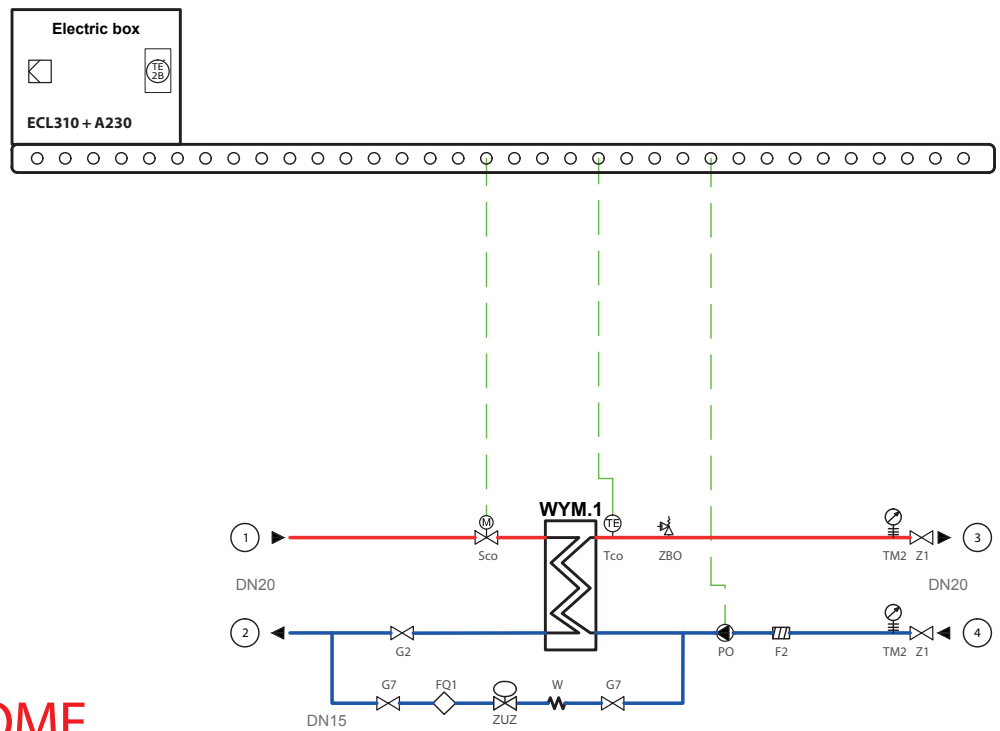 Electric box
TE
2B
ECL310 + A230
WYM.1
M
TE
1
3
Sco
Tco
ZBO
TM2
Z1
DN20
DN20
2
4
G2
PO
F2
TM2
Z1
G7
FQ1
W
G7
DN15
ZUZ